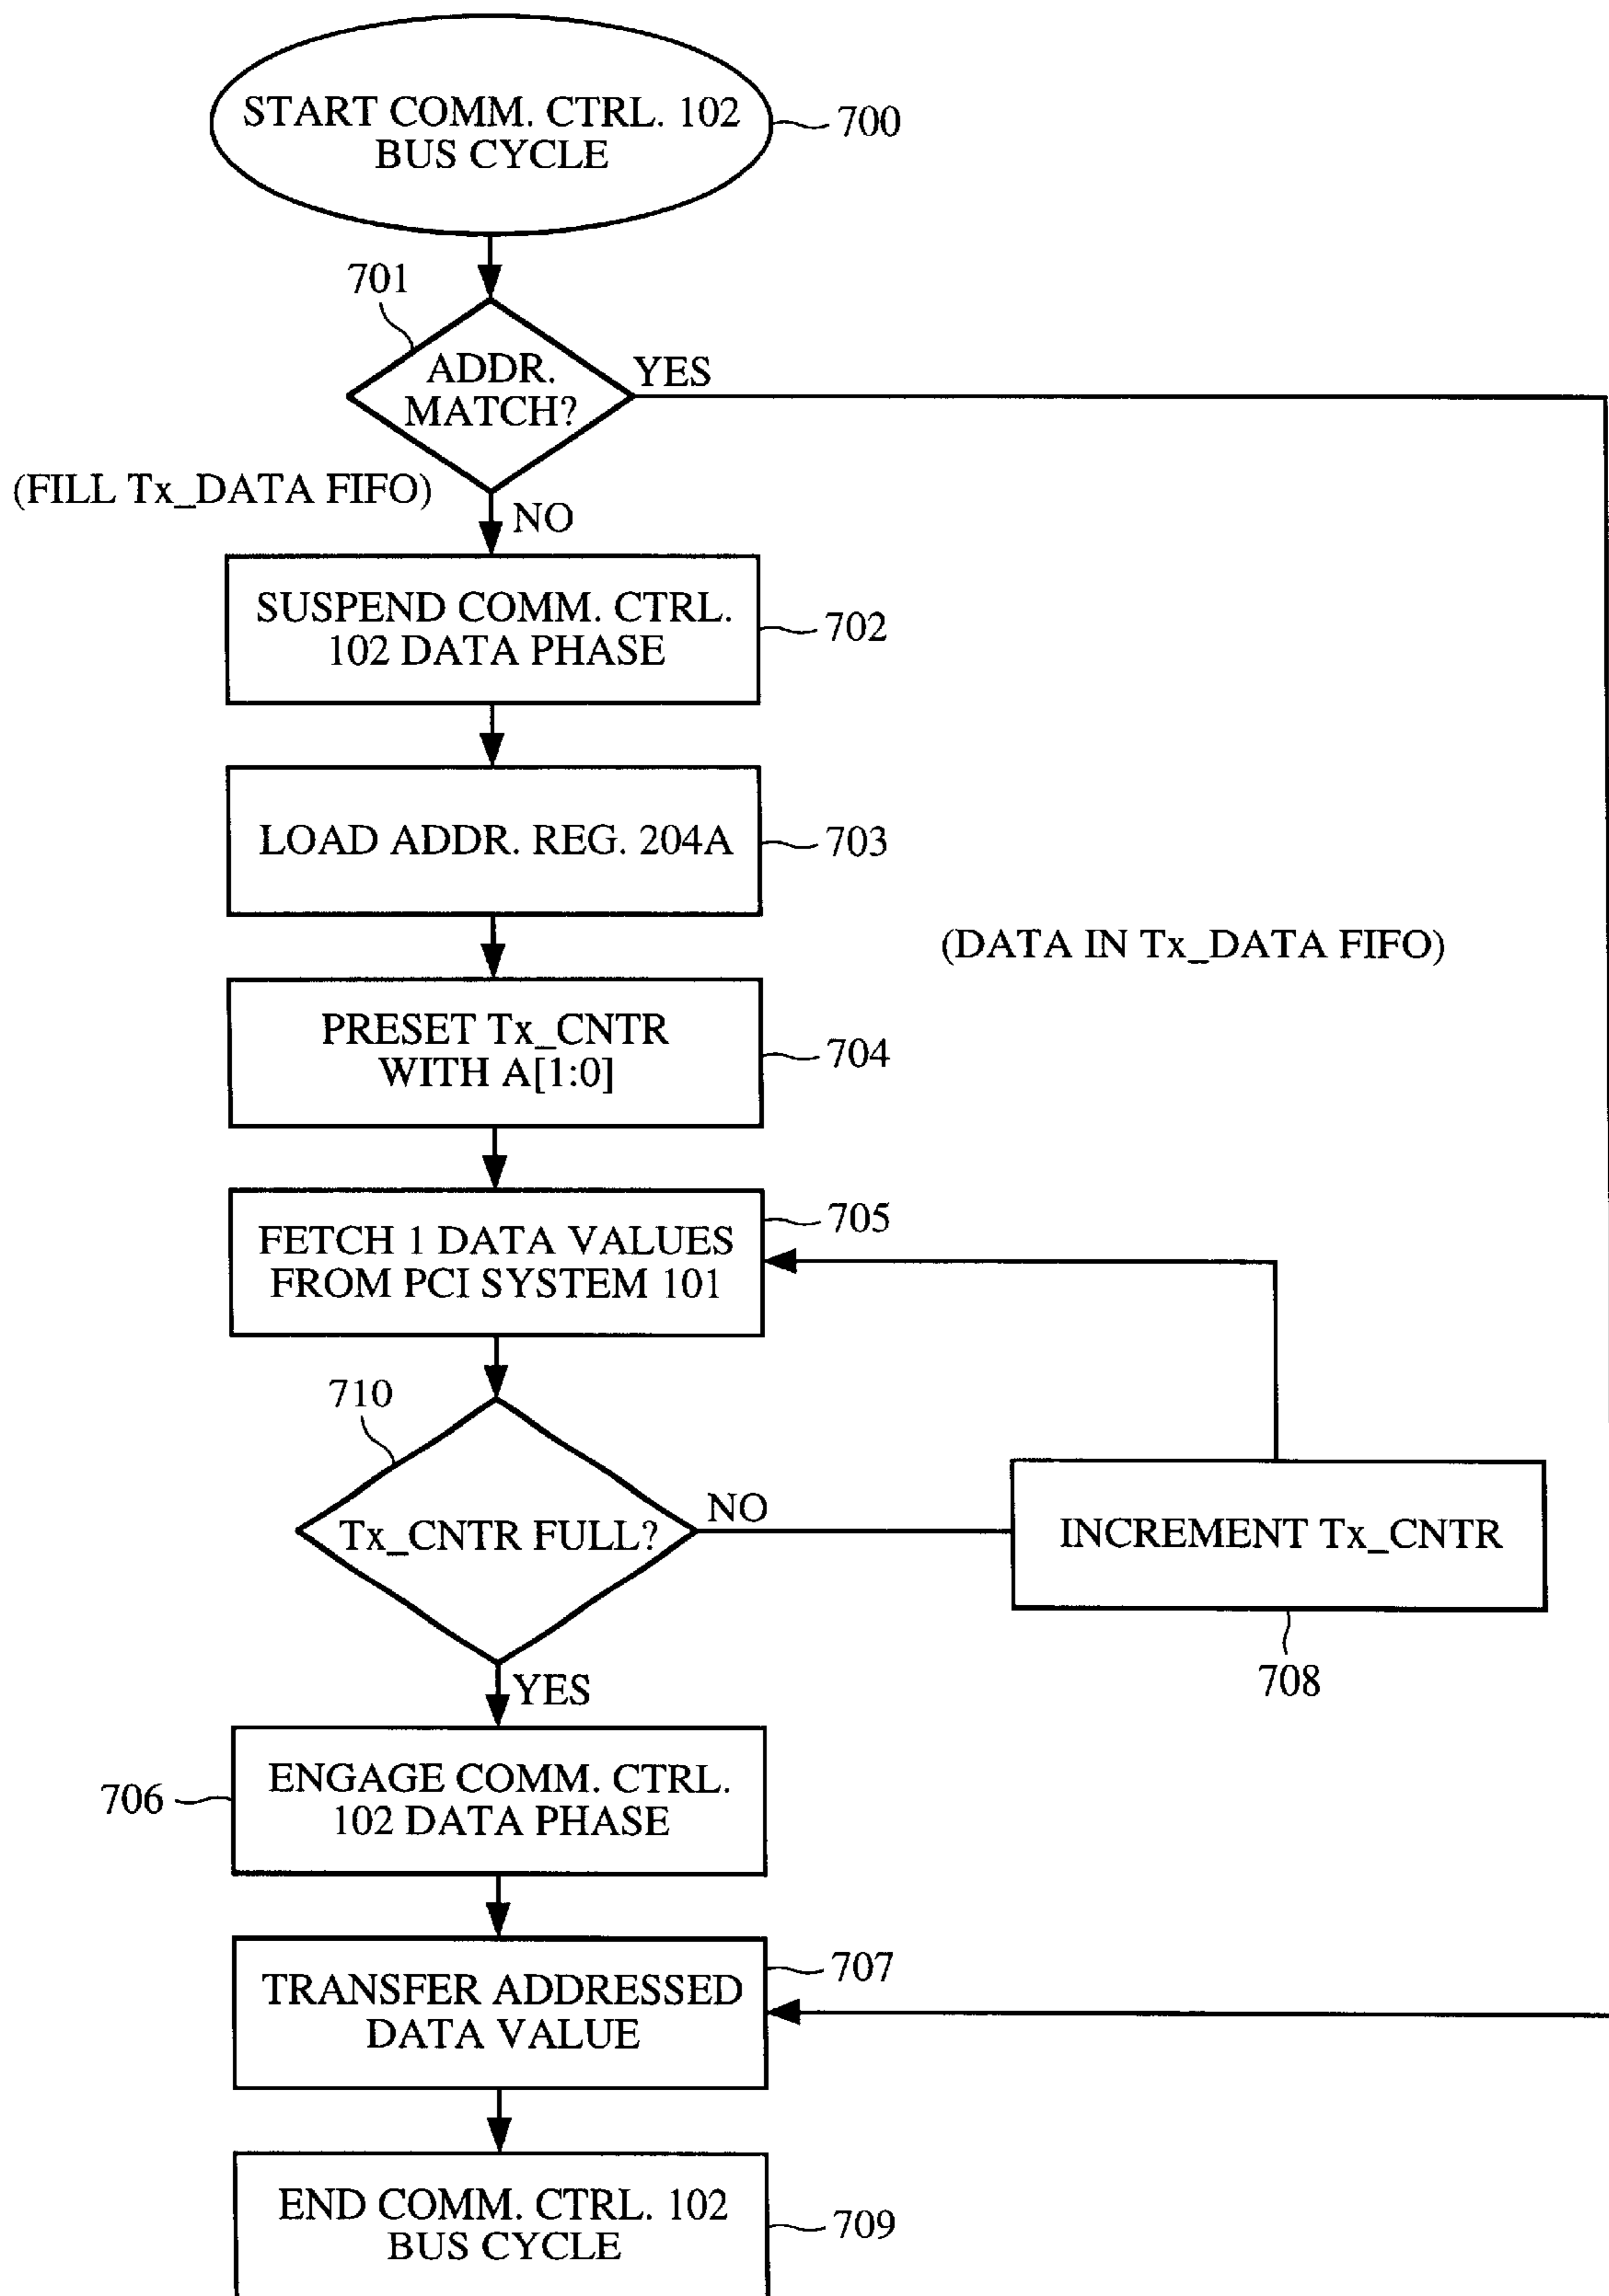 START COMM. CTRL. 102
BUS CYCLE
700
701
ADDR.
MATCH?
YES
(FILL Tx_DATA FIFO)
NO
SUSPEND COMM. CTRL.
102 DATA PHASE
702
LOAD ADDR. REG. 204A
703
(DATA IN Tx_DATA FIFO)
PRESET Tx_CNTR
WITH A[1:0]
704
FETCH 1 DATA VALUES
FROM PCI SYSTEM 101
705
710
Tx_CNTR FULL?
NO
INCREMENT Tx_CNTR
708
YES
ENGAGE COMM. CTRL.
102 DATA PHASE
706
TRANSFER ADDRESSED
DATA VALUE
707
END COMM. CTRL. 102
BUS CYCLE
709